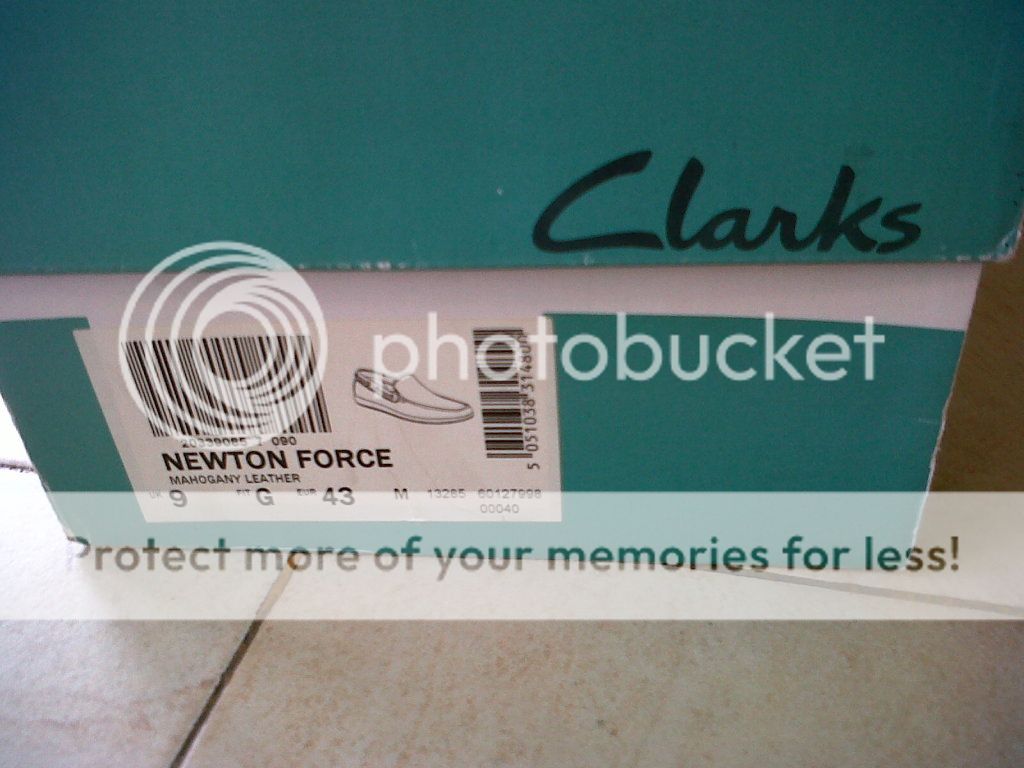 Clarks
photobucket
NEWTON FORCE
MAHOGANY LEATHER
UK 9 FIT G EUR 43 M 13285 60127998
00040
Protect more of your memories for less!